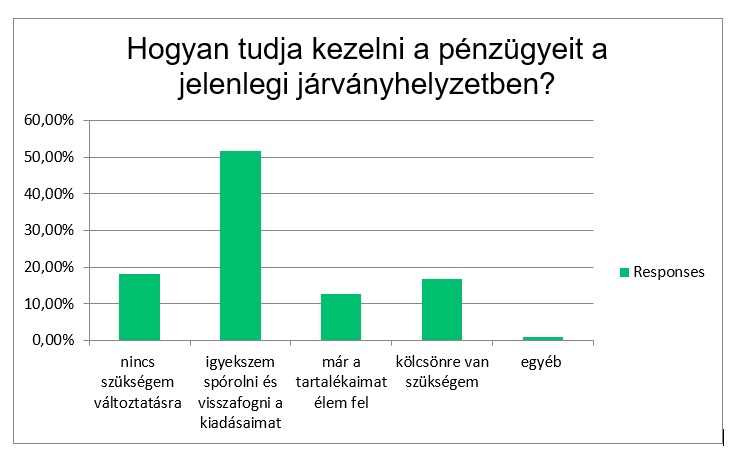 Hogyan tudja kezelni a pénzügyeit a
jelenlegi járványhelyzetben?
60,00%
50,00%
40,00%
30,00%
20,00%
10,00%
0,00%
nincs
szükségem
változtatásra
igyekszem
spórolni és
visszafogni a
kiadásaimat
már a
tartalékaimat
élem fel
kölcsönre van
szükségem
egyéb
Responses